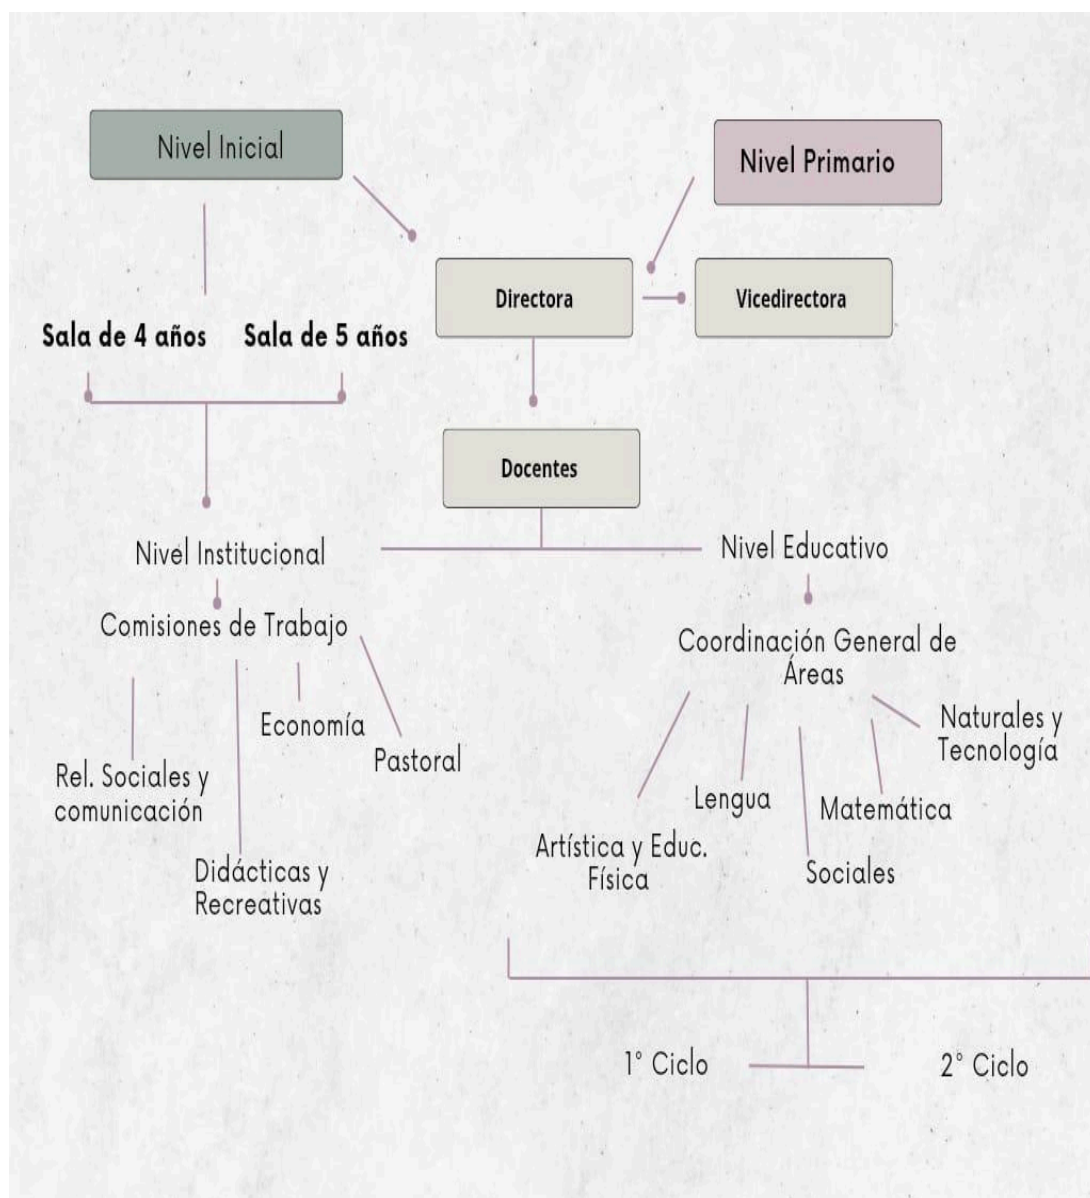 Nivel Inicial
Nivel Primario
Directora
Vicedirectora
Sala de 4 años
Sala de 5 años
Docentes
Nivel Institucional
Nivel Educativo
Comisiones de Trabajo
Coordinación General de
Áreas
Economía
Pastoral
Rel. Sociales y
comunicación
Didácticas y
Recreativas
Naturales y
Tecnología
Lengua
Matemática
Artística y Educ.
Física
Sociales
1° Ciclo
2° Ciclo